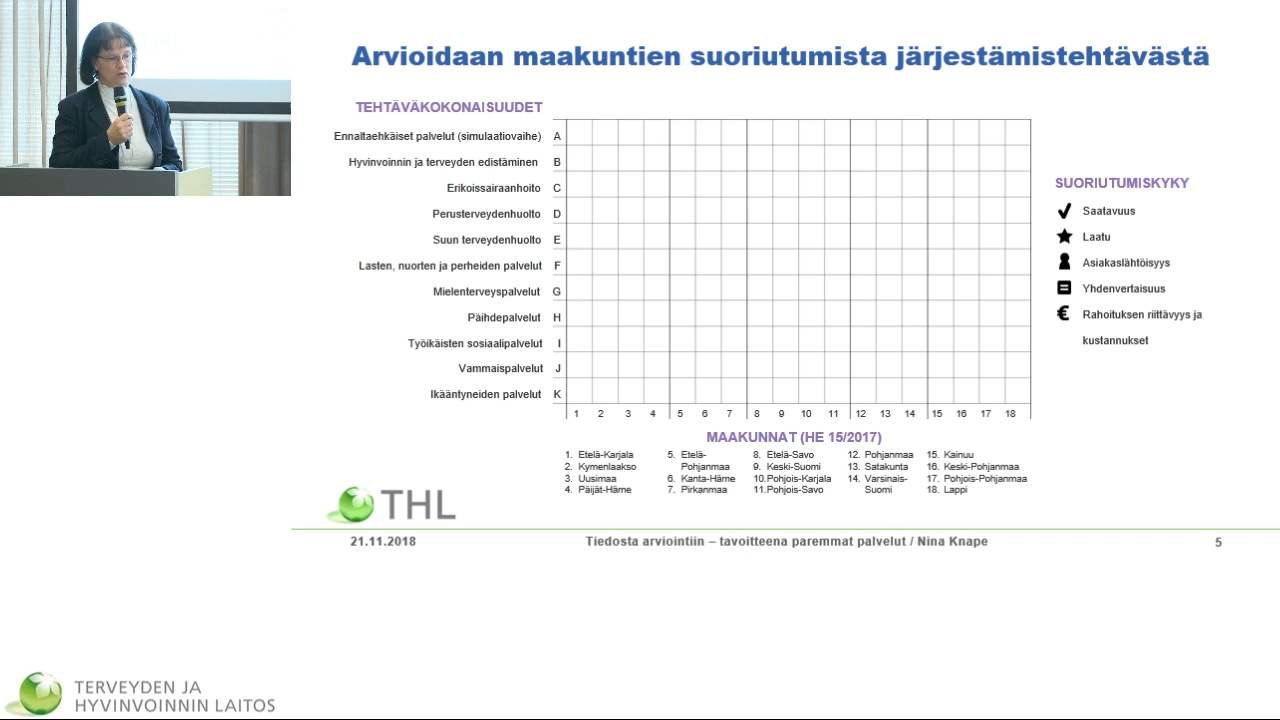 Arvioidaan maakuntien suoriutumista järjestämistehtävästä
TEHTÄVÄKOKONAISUUDET
Ennaltaehkäiset palvelut (simulaatiovaihe) A
Hyvinvoinnin ja terveyden edistäminen B
Erikoissairaanhoito C
Perusterveydenhuolto D
Suun terveydenhuolto E
Lasten, nuorten ja perheiden palvelut F
Mielenterveyspalvelut G
Päihdepalvelut H
Työikäisten sosiaalipalvelut I
Vammaispalvelut J
Ikääntyneiden palvelut K
1 2 3 4 5 6 7 8 9 10 11 12 13 14 15 16 17 18
SUORIUTUMISKYKY
Saatavuus
Laatu
Asiakaslähtöisyys
Yhdenvertaisuus
€ Rahoituksen riittävyys ja
kustannukset
MAAKUNNAT (HE 15/2017)
1. Etelä-Karjala
2. Kymenlaakso
3. Uusimaa
4. Päijät-Häme
5. Etelä-
Pohjanmaa
6. Kanta-Häme
7. Pirkanmaa
8. Etelä-Savo
9. Keski-Suomi
10.Pohjois-Karjala
11.Pohjois-Savo
12. Pohjanmaa
13. Satakunta
14. Varsinais-
Suomi
15. Kainuu
16. Keski-Pohjanmaa
17. Pohjois-Pohjanmaa
18. Lappi
THL
21.11.2018
Tiedosta arviointiin – tavoitteena paremmat palvelut / Nina Knape
5
TERVEYDEN JA
HYVINVOINNIN LAITOS